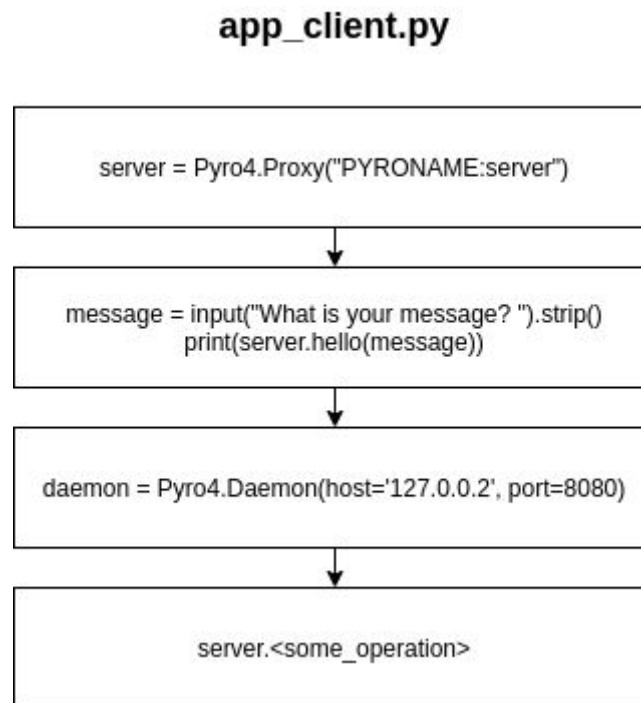 app_client.py
server = Pyro4.Proxy("PYRONAME:server")
message = input("What is your message? ").strip()
print(server.hello(message))
daemon = Pyro4.Daemon(host='127.0.0.2', port=8080)
server.<some_operation>